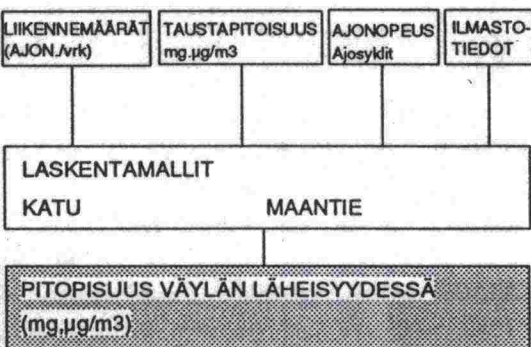 LIIKENNEMÄÄRÄT
(AJON./vrk)
TAUSTAPITOISUUS
mg.µg/m3
AJONOPEUS
Ajosyklit
ILMASTO-
TIEDOT
LASKENTAMALLIT
KATU MAANTIE
PITOPISUUS VÄYLÄN LÄHEISYYDESSÄ
(mg,µg/m3)